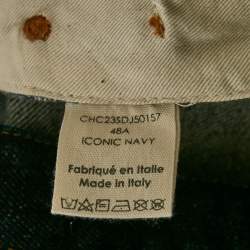 CHC23SDJ50157
48A
ICONIC NAVY
Fabriqué en Italie
Made in Italy